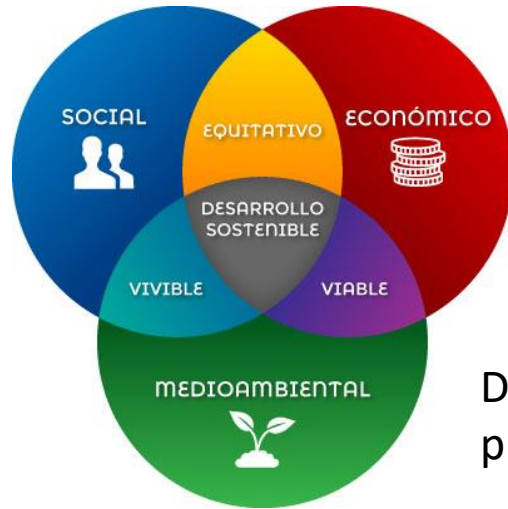 SOCIAL
EQUITATIVO
ECONÓMICO
DESARROLLO
SOSTENIBLE
VIVIBLE
VIABLE
MEDIOAMBIENTAL
D
p